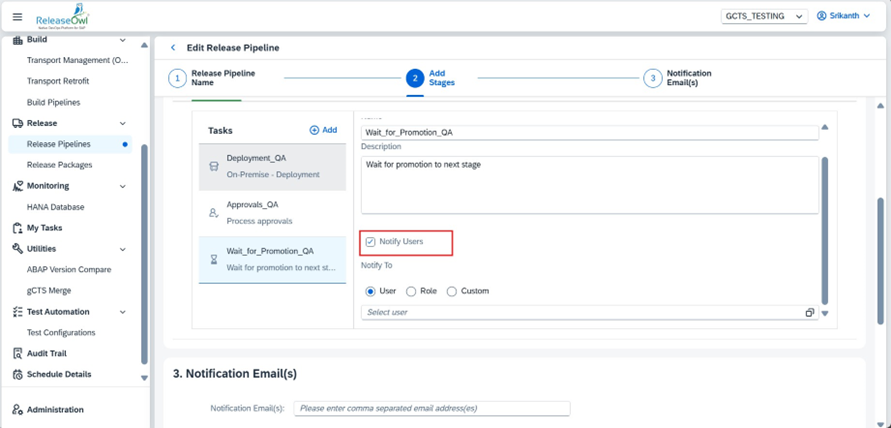 ReleaseOwl
GCTS_TESTING
Srikanth
Build
Transport Management (O...
Transport Retrofit
Build Pipelines
Release
Release Pipelines
Release Packages
Monitoring
HANA Database
My Tasks
Utilities
ABAP Version Compare
gCTS Merge
Test Automation
Test Configurations
Audit Trail
Schedule Details
Administration
Edit Release Pipeline
1 Release Pipeline Name
2 Add Stages
3 Notification Email(s)
Tasks
Add
Deployment_QA
On-Premise - Deployment
Approvals_QA
Process approvals
Wait_for_Promotion_QA
Wait for promotion to next st...
Wait_for_Promotion_QA
Description
Wait for promotion to next stage
Notify Users
Notify To
User Role Custom
Select user
3. Notification Email(s)
Notification Email(s): Please enter comma separated email address(es)